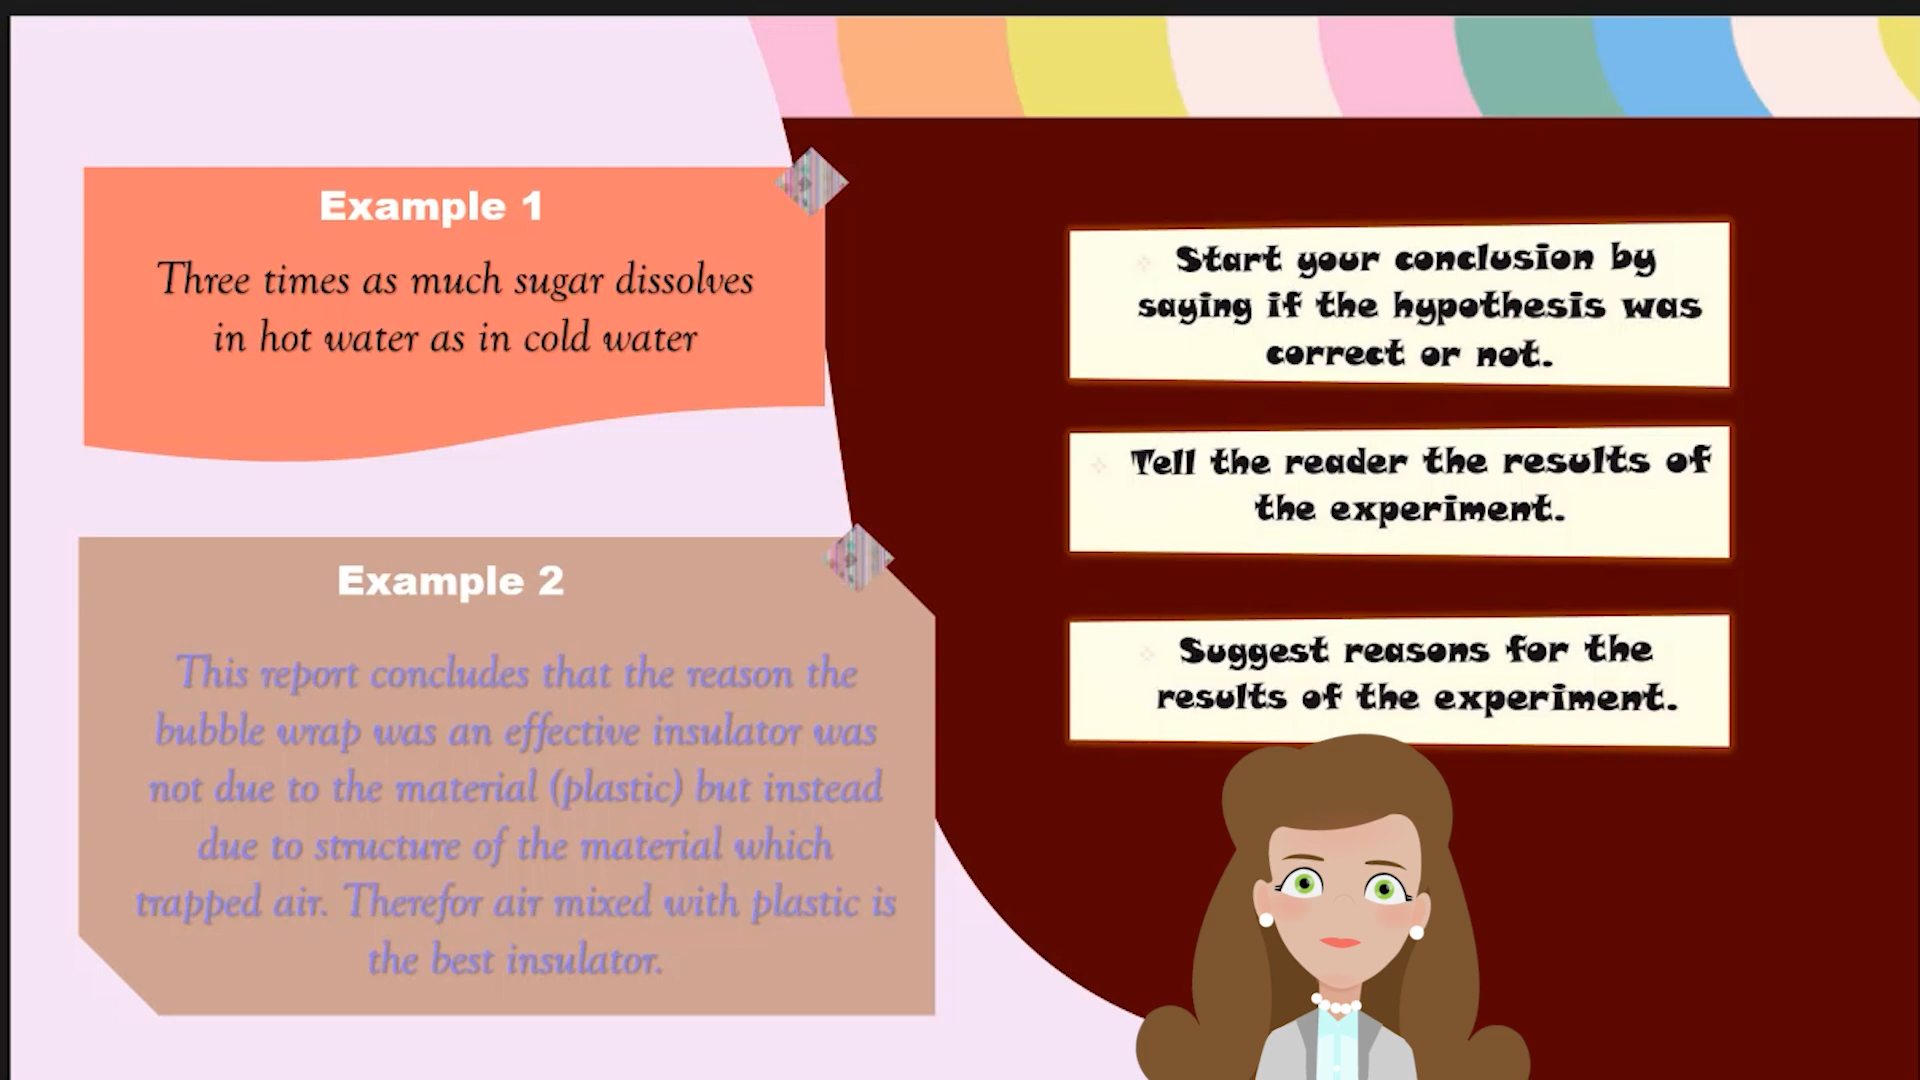 Example 1
Three times as much sugar dissolves
in hot water as in cold water
Example 2
This report concludes that the reason the
bubble wrap was an effective insulator was
not due to the material (plastic) but instead
due to structure of the material which
trapped air. Therefor air mixed with plastic is
the best insulator.
Start your conclusion by
saying if the hypothesis was
correct or not.
Tell the reader the results of
the experiment.
Suggest reasons for the
results of the experiment.